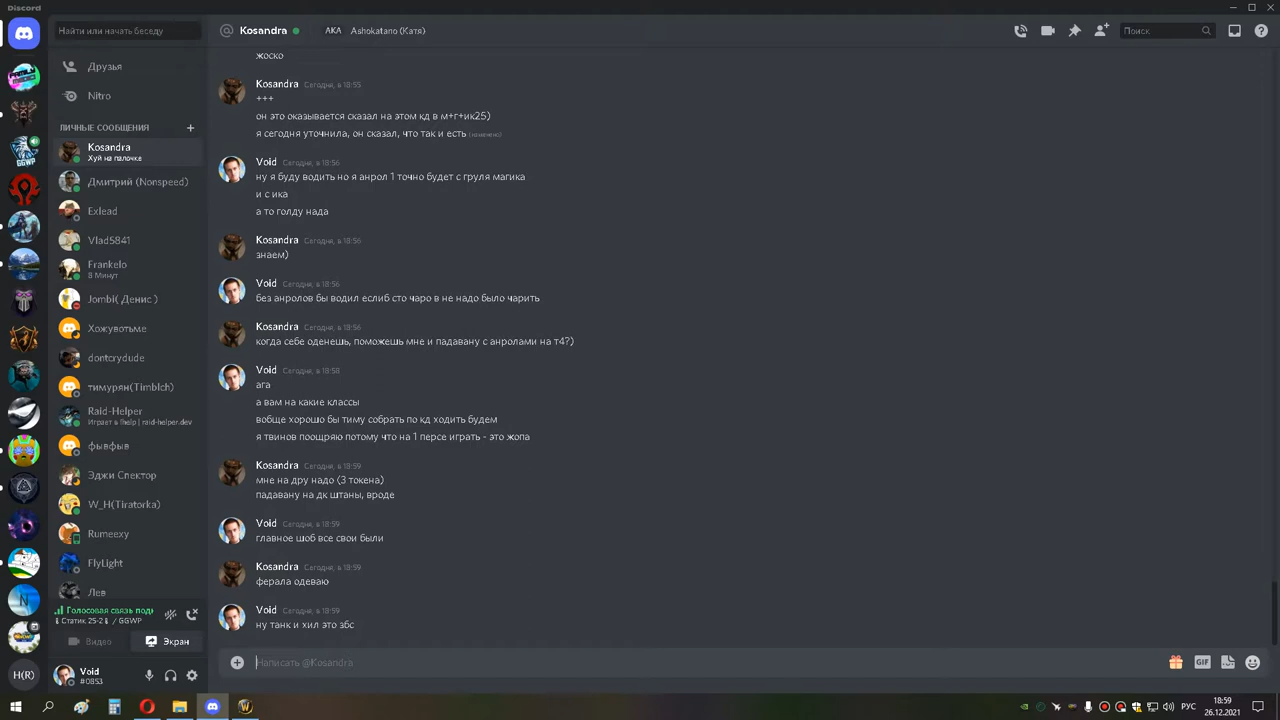 Discord
Найти или начать беседу
Kosandra
AKA
Ashokatano (Катя)
Поиск
Друзья
Nitro
ЛИЧНЫЕ СООБЩЕНИЯ
Kosandra
Хуй на палочке
Дмитрий (Nonspeed)
Exlead
Vlad5841
Frankelo
8 Минут
Jombi( Денис )
Хожувотьме
dontcrydude
тимурян(Timblch)
Raid-Helper
Играет в !help | raid-helper.dev
фывфыв
Эджи Спектор
W_H(Tiratorka)
Rumeexy
FlyLight
Лев
Голосовая связь подк
Статик 25-2 / GGWP
Видео
Экран
Void
#0853
жоско
Kosandra Сегодня, в 18:55
+++
он это оказывается сказал на этом кд в м+г+ик25)
я сегодня уточнила, он сказал, что так и есть (изменено)
Void Сегодня, в 18:56
ну я буду водить но я анрол 1 точно будет с груля магика
и с ика
а то голду нада
Kosandra Сегодня, в 18:56
знаем)
Void Сегодня, в 18:56
без анролов бы водил еслиб сто чаро в не надо было чарить
Kosandra Сегодня, в 18:56
когда себе оденешь, поможешь мне и падавану с анролами на т4?)
Void Сегодня, в 18:58
ага
а вам на какие классы
вобще хорошо бы тиму собрать по кд ходить будем
я твинов поощряю потому что на 1 персе играть - это жопа
Kosandra Сегодня, в 18:59
мне на дру надо (3 токена)
падавану на дк штаны, вроде
Void Сегодня, в 18:59
главное шоб все свои были
Kosandra Сегодня, в 18:59
ферала одеваю
Void Сегодня, в 18:59
ну танк и хил это збс
Написать @Kosandra
GIF
GGWP
H(R)
РУС
18:59
26.12.2021